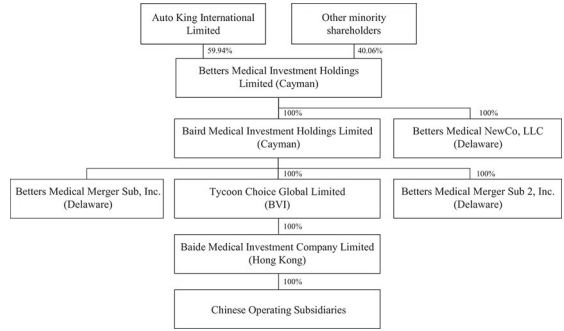 Auto King International
Limited
Other minority
shareholders
59.94%
40.06%
Betters Medical Investment Holdings
Limited (Cayman)
100%
100%
Baird Medical Investment Holdings Limited
(Cayman)
Betters Medical NewCo, LLC
(Delaware)
100%
100%
Betters Medical Merger Sub, Inc.
(Delaware)
Tycoon Choice Global Limited
(BVI)
Betters Medical Merger Sub 2, Inc.
(Delaware)
100%
Baide Medical Investment Company Limited
(Hong Kong)
100%
Chinese Operating Subsidiaries